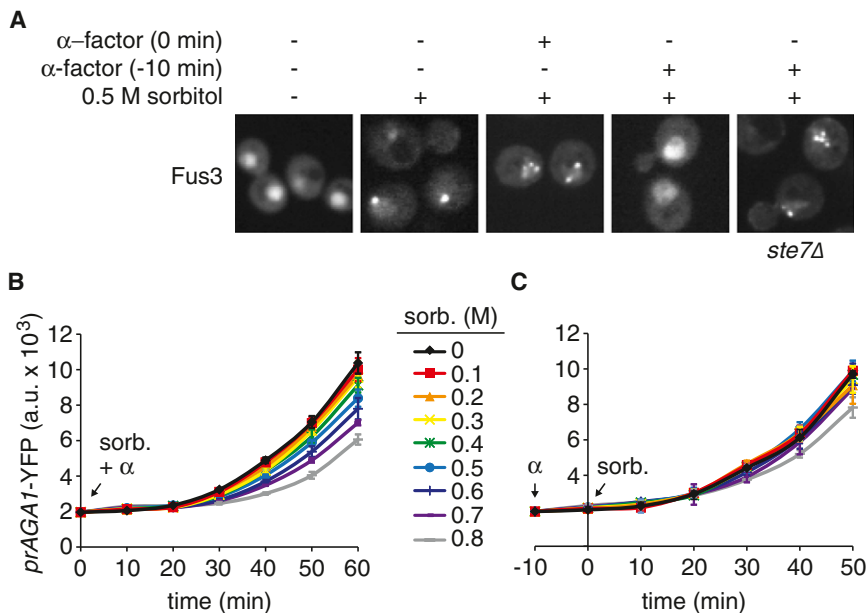 A
α–factor (0 min) - - + - -
α-factor (-10 min) - - - + +
0.5 M sorbitol - + + + +
Fus3
ste7Δ
B
C
prAGA1-YFP (a.u. x 10³)
12
10
8
6
4
2
0
sorb.
+ α
0 10 20 30 40 50 60
time (min)
sorb. (M)
0
0.1
0.2
0.3
0.4
0.5
0.6
0.7
0.8
12
10
8
6
4
α
sorb.
-10 0 10 20 30 40 50
time (min)